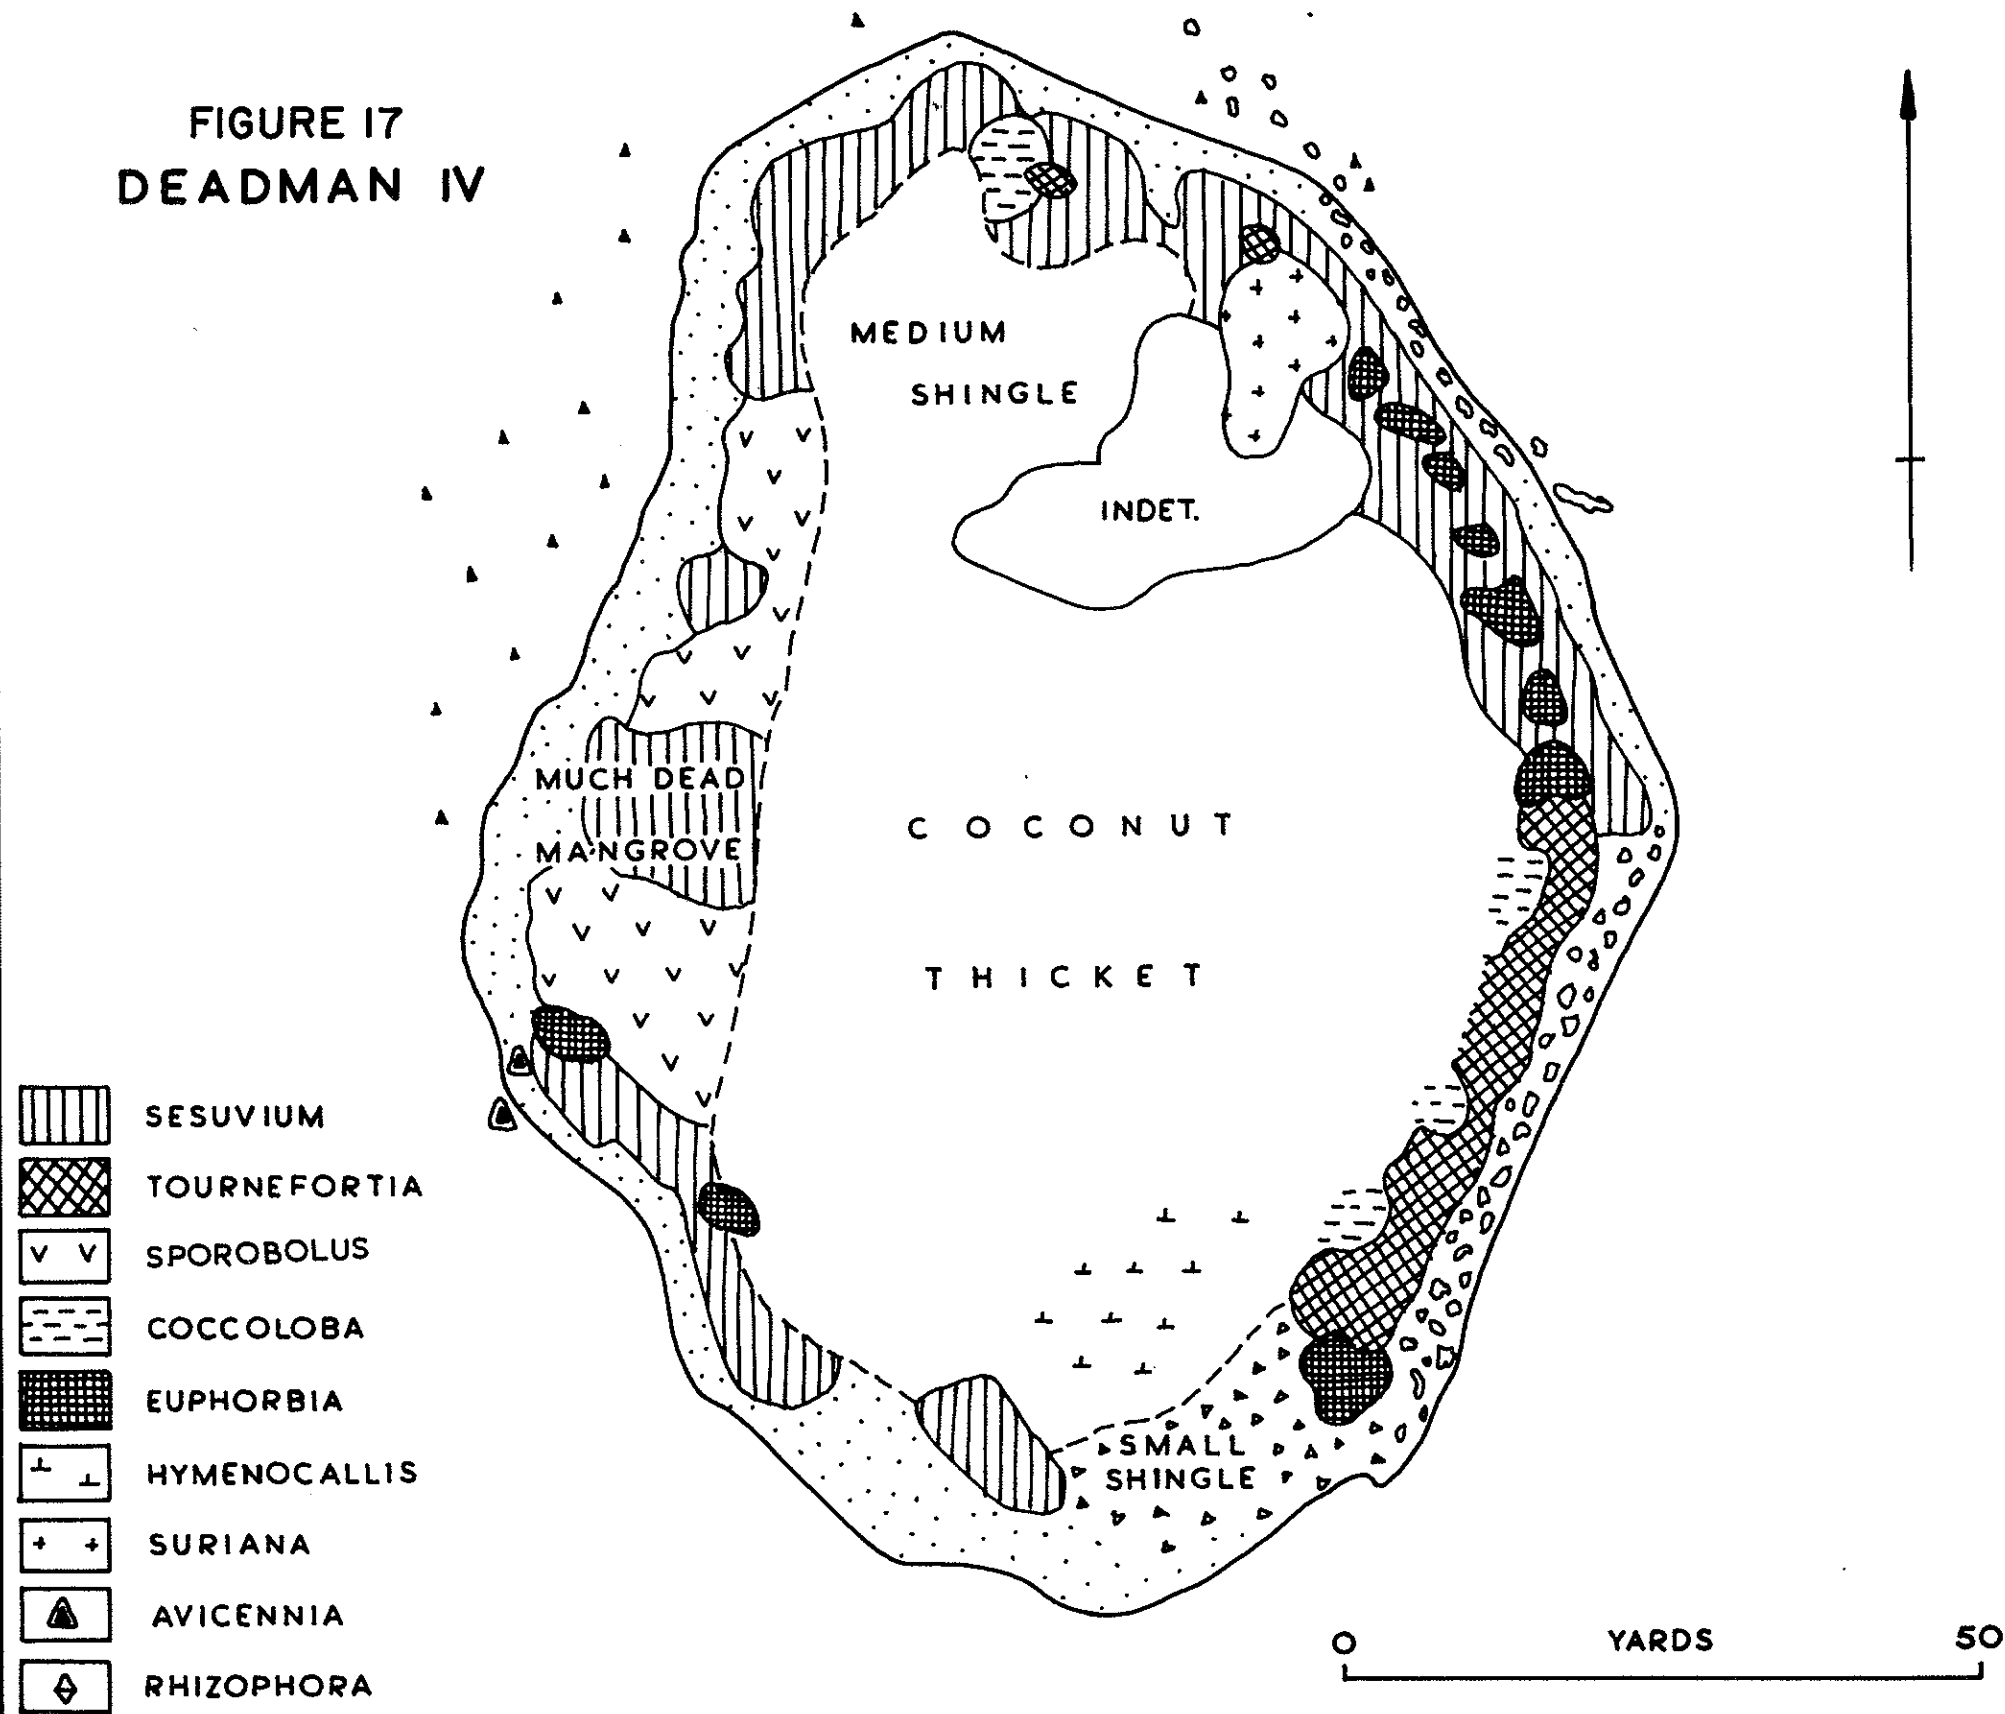 FIGURE 17
DEADMAN IV
MEDIUM
SHINGLE
INDET.
MUCH DEAD
MANGROVE
COCONUT
THICKET
SMALL
SHINGLE
SESUVIUM
TOURNEFORTIA
SPOROBOLUS
COCCOLOBA
EUPHORBIA
HYMENOCALLIS
SURIANA
AVICENNIA
RHIZOPHORA
0 YARDS 50